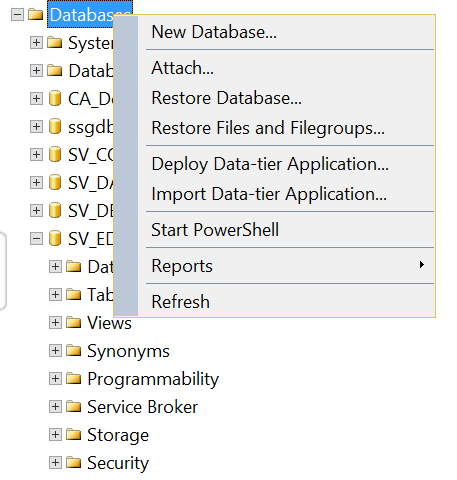 Databases
New Database...
Attach...
Restore Database...
Restore Files and Filegroups...
Deploy Data-tier Application...
Import Data-tier Application...
Start PowerShell
Reports
Refresh
System
Datab
CA_D
ssgdb
SV_CO
SV_DA
SV_DE
SV_ED
Dat
Tab
Views
Synonyms
Programmability
Service Broker
Storage
Security